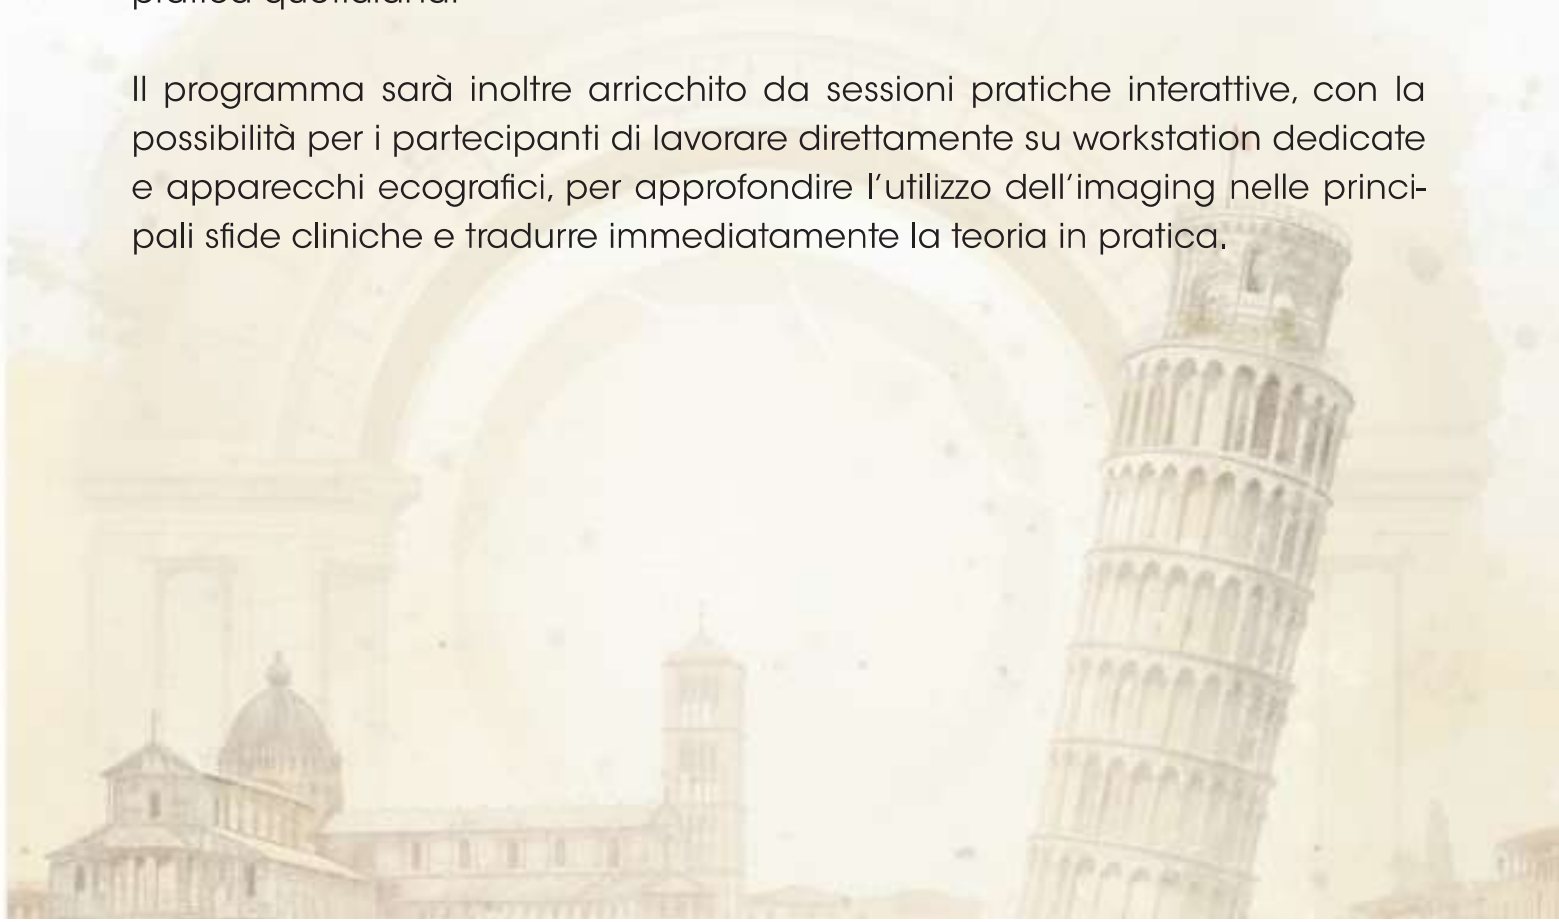 pratica quotidiana.
Il programma sarà inoltre arricchito da sessioni pratiche interattive, con la
possibilità per i partecipanti di lavorare direttamente su workstation dedicate
e apparecchi ecografici, per approfondire l’utilizzo dell’imaging nelle princi-
pali sfide cliniche e tradurre immediatamente la teoria in pratica.